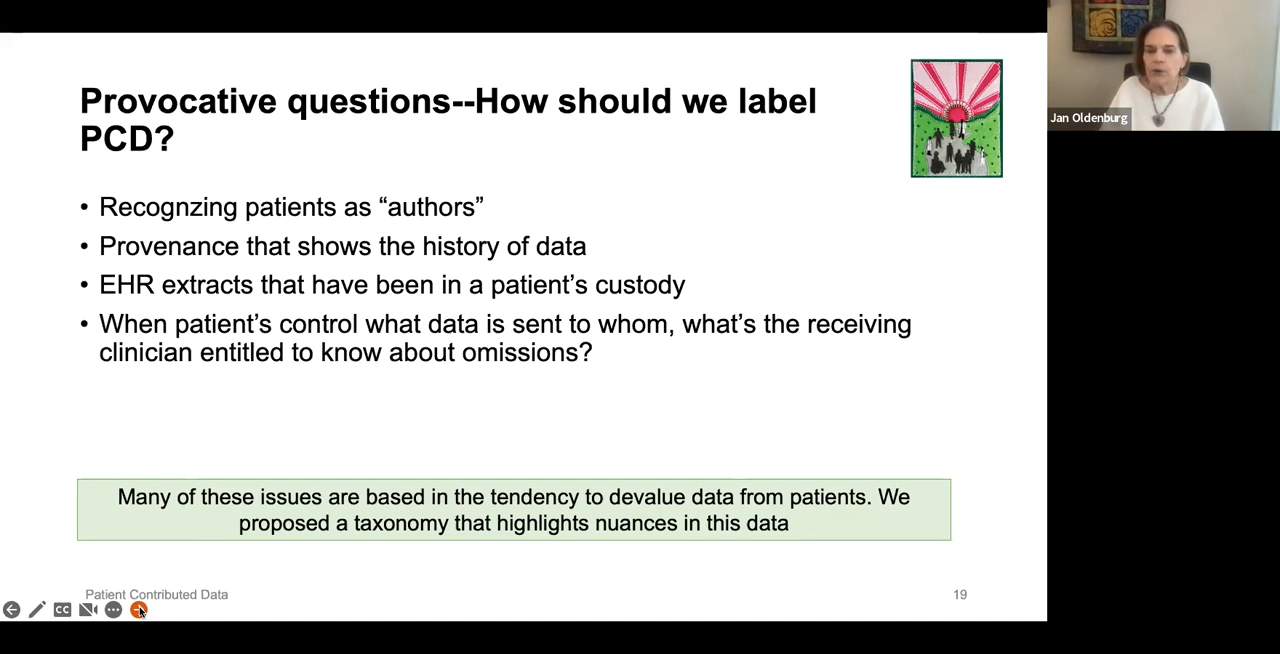 Provocative questions--How should we label
PCD?
• Recognzing patients as “authors”
• Provenance that shows the history of data
• EHR extracts that have been in a patient’s custody
• When patient’s control what data is sent to whom, what’s the receiving
clinician entitled to know about omissions?
Many of these issues are based in the tendency to devalue data from patients. We
proposed a taxonomy that highlights nuances in this data
Patient Contributed Data
19
CC
Jan Oldenburg